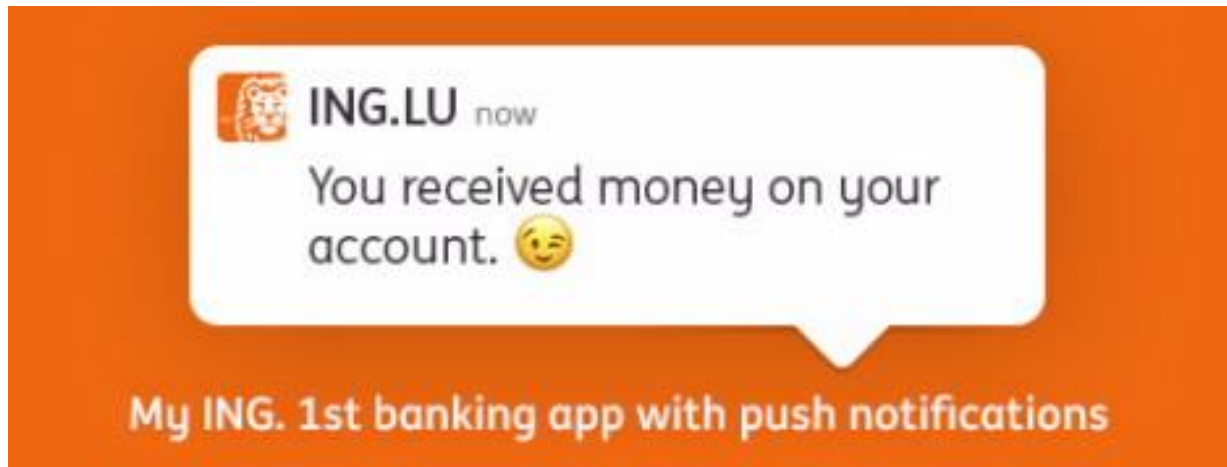 ING.LU now
You received money on your
account. 😉
My ING. 1st banking app with push notifications